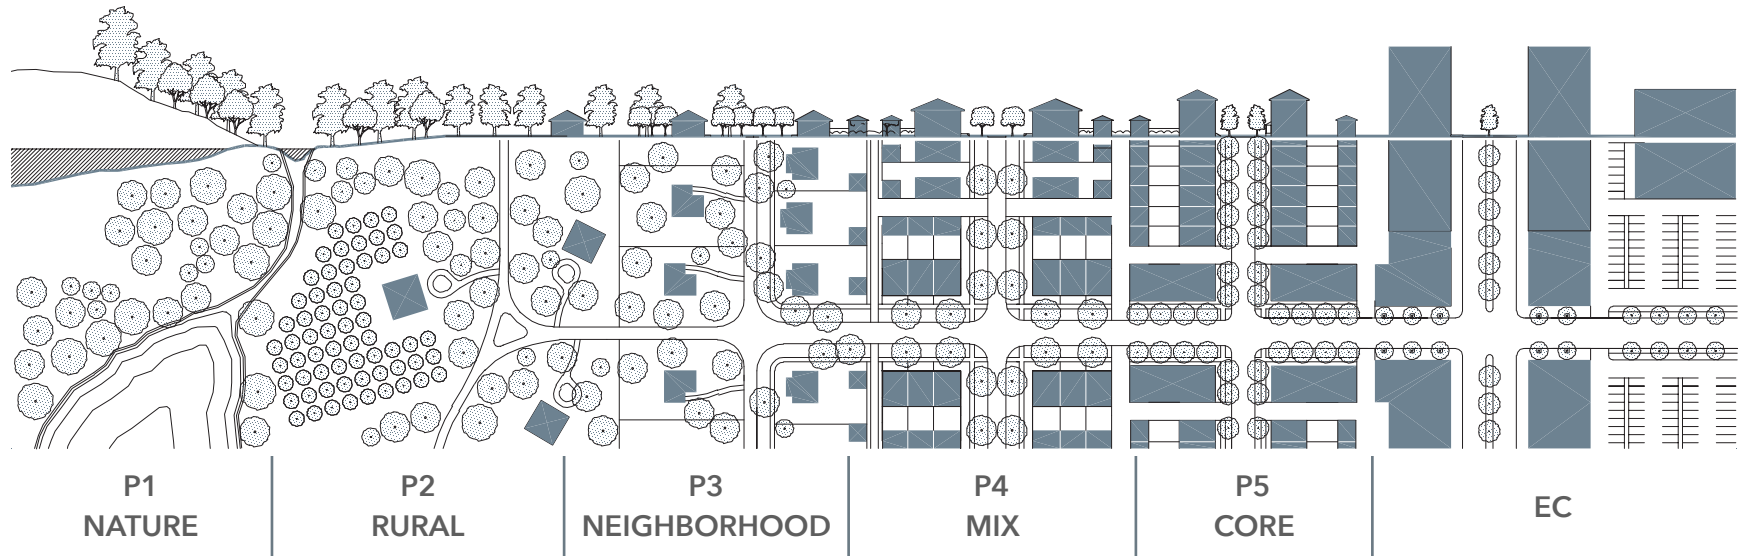 P1
NATURE
P2
RURAL
P3
NEIGHBORHOOD
P4
MIX
P5
CORE
EC